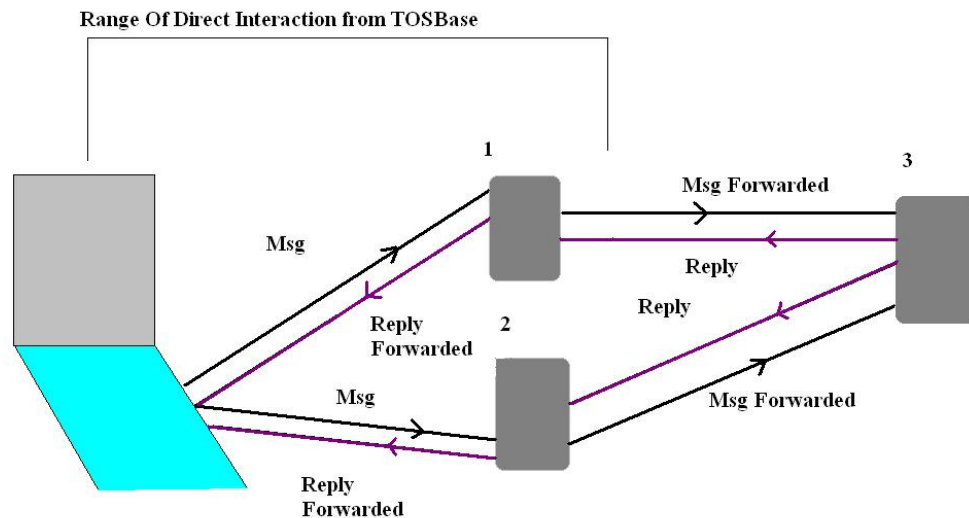 Range Of Direct Interaction from TOSBase
1
3
Msg Forwarded
Msg
Reply
Reply
Reply
Forwarded
2
Msg
Msg Forwarded
Reply
Forwarded